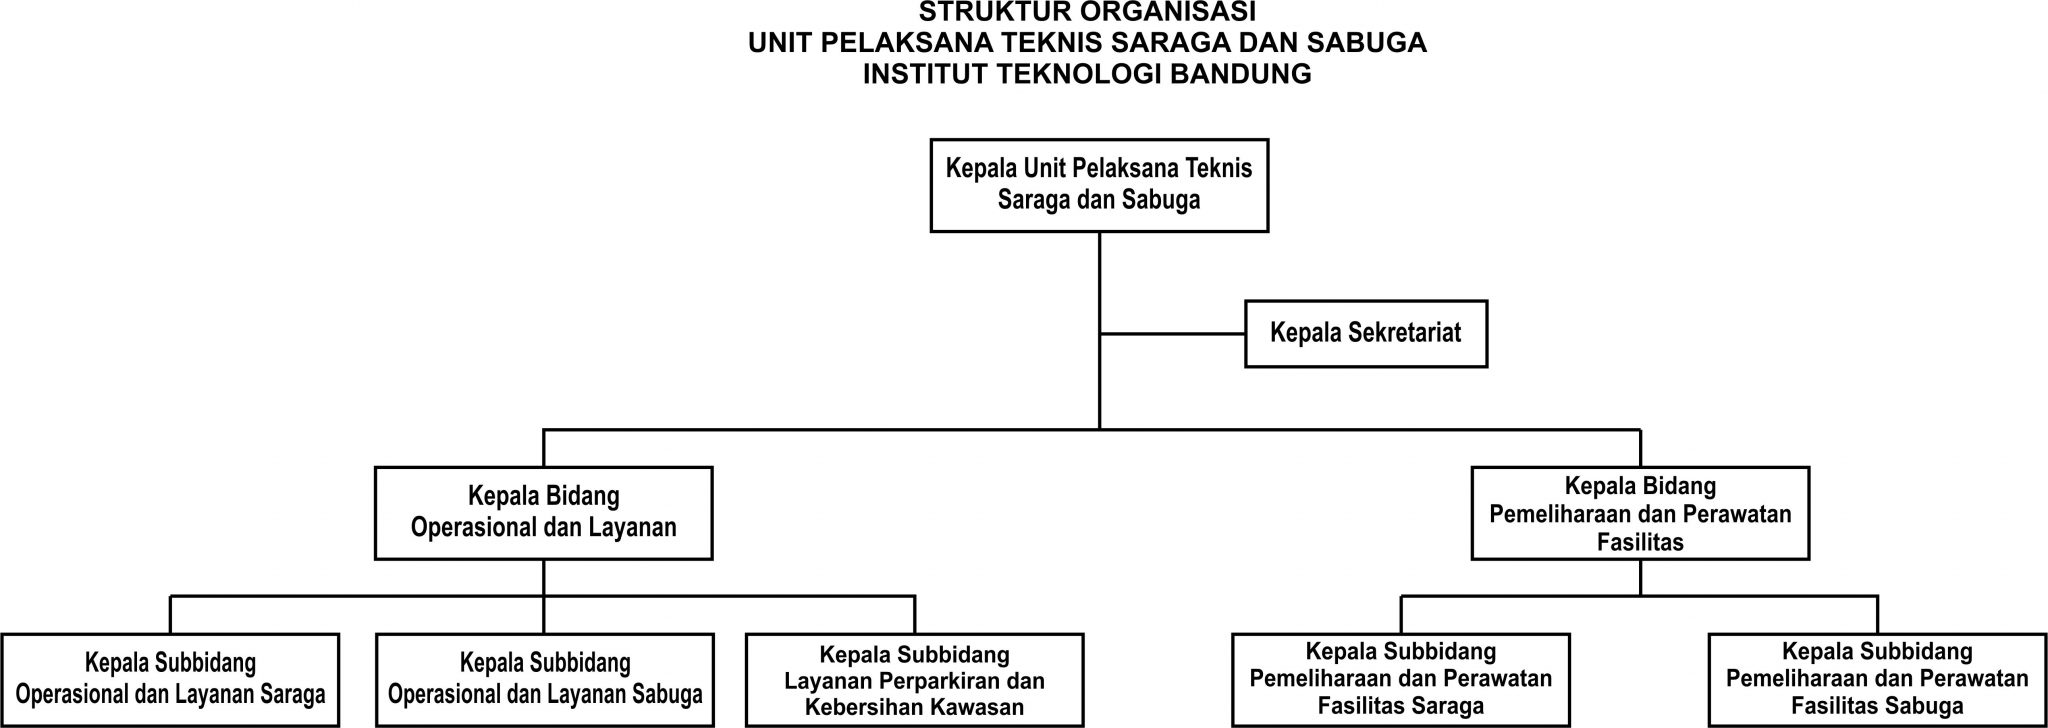 STRUKTUR ORGANISASI
UNIT PELAKSANA TEKNIS SARAGA DAN SABUGA
INSTITUT TEKNOLOGI BANDUNG
Kepala Unit Pelaksana Teknis
Saraga dan Sabuga
Kepala Sekretariat
Kepala Bidang
Operasional dan Layanan
Kepala Bidang
Pemeliharaan dan Perawatan
Fasilitas
Kepala Subbidang
Operasional dan Layanan Saraga
Kepala Subbidang
Operasional dan Layanan Sabuga
Kepala Subbidang
Layanan Perparkiran dan
Kebersihan Kawasan
Kepala Subbidang
Pemeliharaan dan Perawatan
Fasilitas Saraga
Kepala Subbidang
Pemeliharaan dan Perawatan
Fasilitas Sabuga